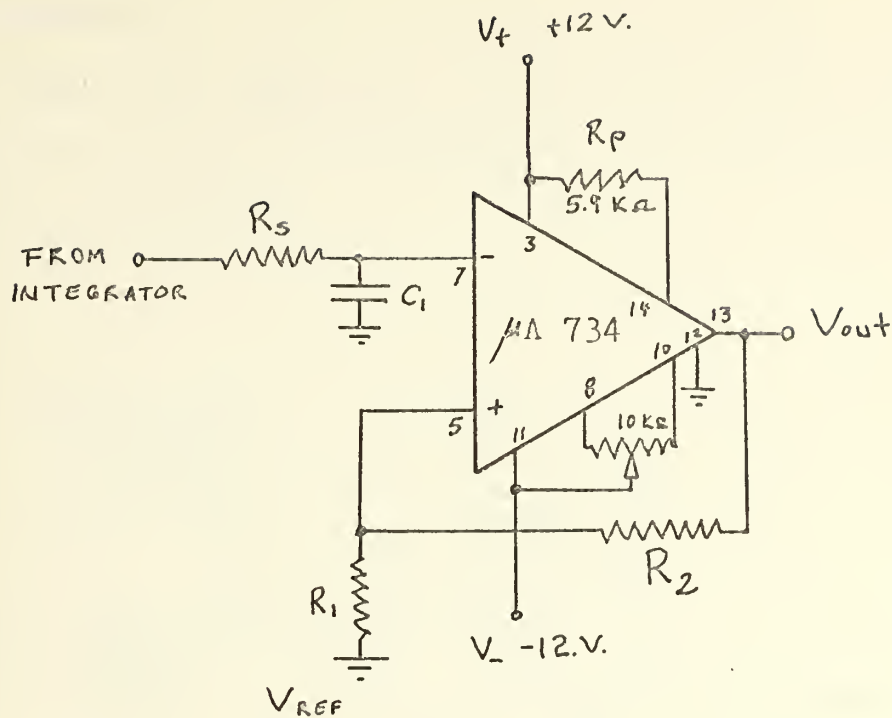 V+ +12 V.
Rp
5.9 KΩ
Rs
FROM
INTEGRATOR
C1
7
-
3
14
13
Vout
μA 734
12
10
8
10 KΩ
5
+
11
R2
R1
V- -12.V.
VREF